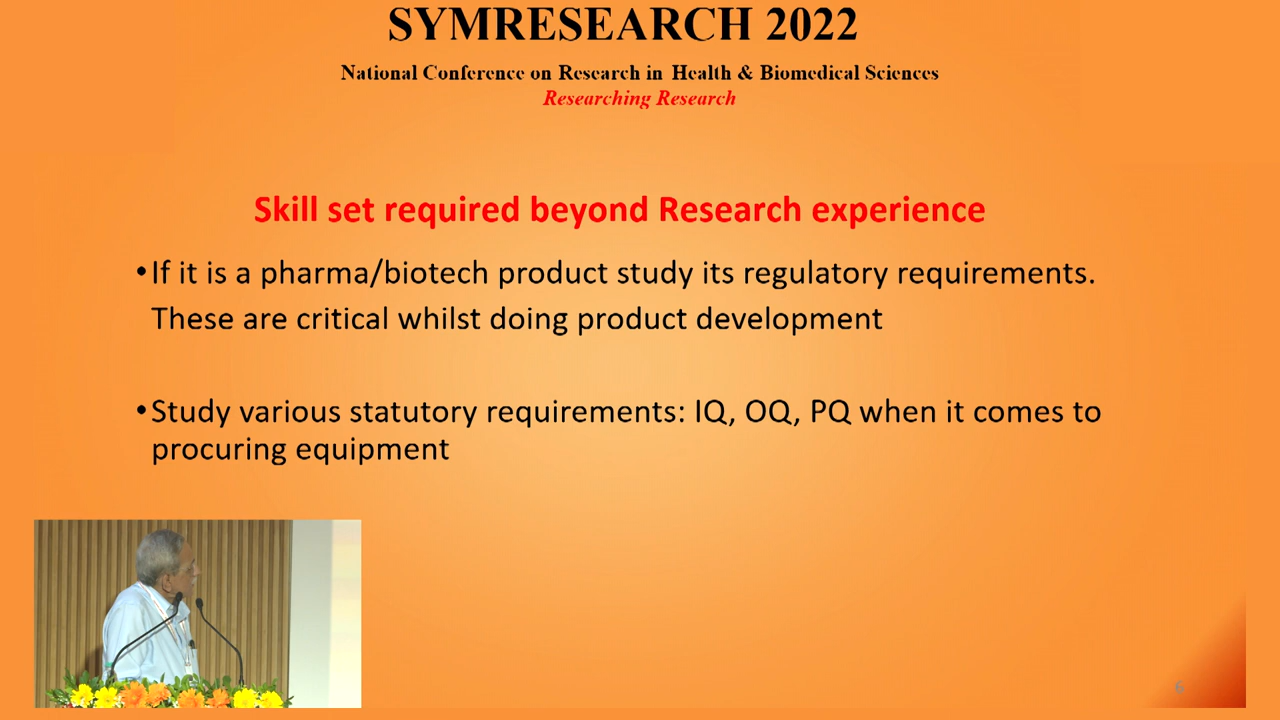 SYMRESEARCH 2022
National Conference on Research in Health & Biomedical Sciences
Researching Research
Skill set required beyond Research experience
•If it is a pharma/biotech product study its regulatory requirements.
These are critical whilst doing product development
•Study various statutory requirements: IQ, OQ, PQ when it comes to
procuring equipment
6